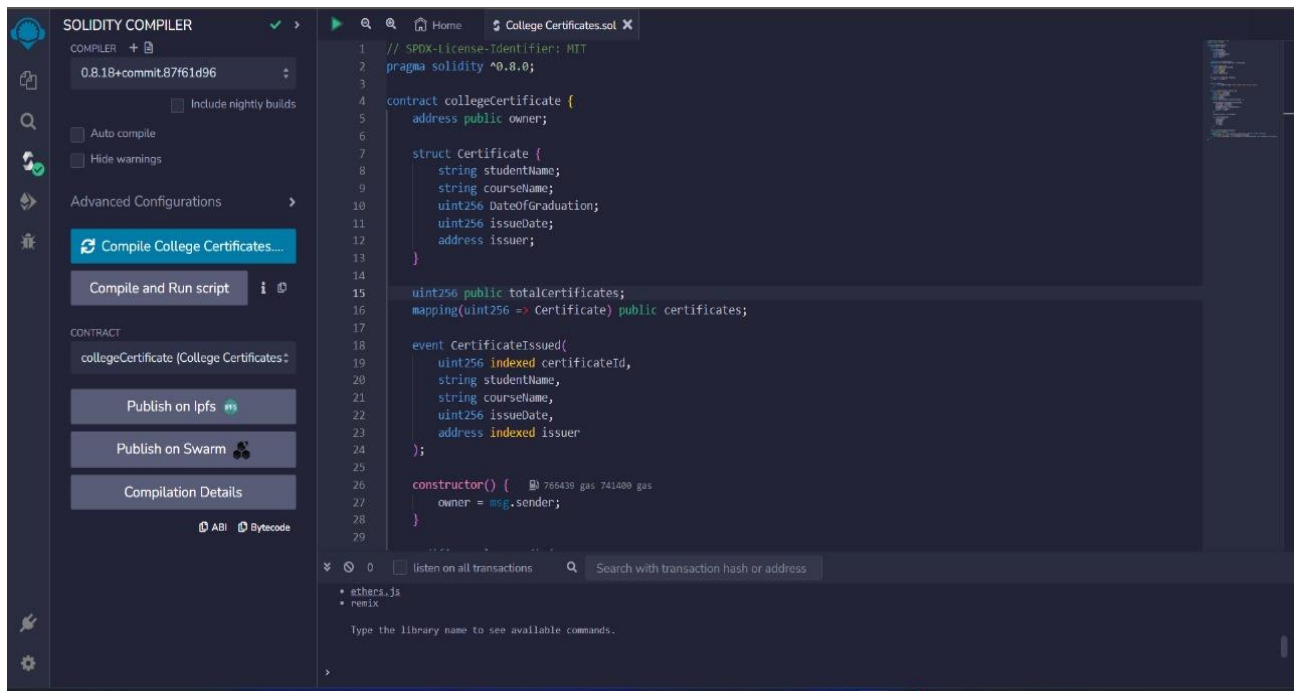 SOLIDITY COMPILER
COMPILER
0.8.18+commit.87f61d96
Include nightly builds
Auto compile
Hide warnings
Advanced Configurations
Compile College Certificates....
Compile and Run script
CONTRACT
collegeCertificate (College Certificates
Publish on Ipfs
Publish on Swarm
Compilation Details
ABI Bytecode
Home College Certificates.sol
1 // SPDX-License-Identifier: MIT
2 pragma solidity ^0.8.0;
3
4 contract collegeCertificate {
5 address public owner;
6
7 struct Certificate {
8 string studentName;
9 string courseName;
10 uint256 DateOfGraduation;
11 uint256 issueDate;
12 address issuer;
13 }
14
15 uint256 public totalCertificates;
16 mapping(uint256 => Certificate) public certificates;
17
18 event CertificateIssued(
19 uint256 indexed certificateId,
20 string studentName,
21 string courseName,
22 uint256 issueDate,
23 address indexed issuer
24 );
25
26 constructor() { 766439 gas 741400 gas
27 owner = msg.sender;
28 }
29
0 listen on all transactions Search with transaction hash or address
• ethers.js
• remix
Type the library name to see available commands.
>